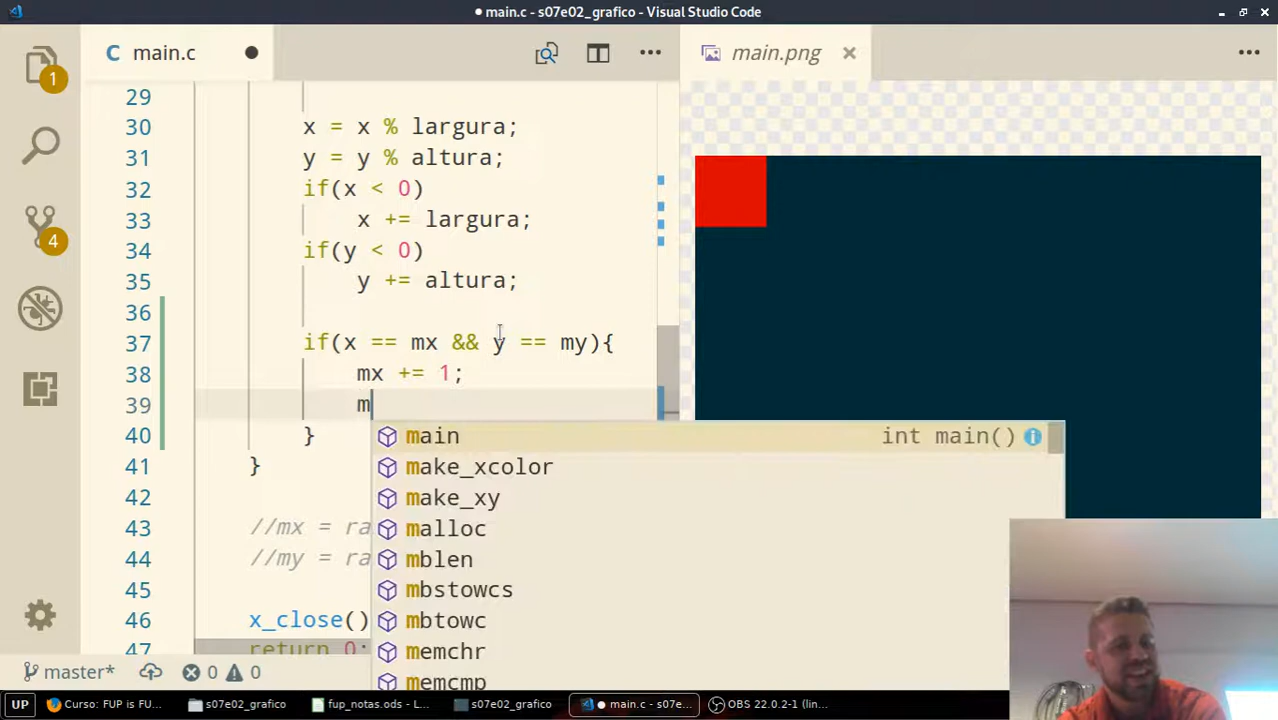 ● main.c - s07e02_grafico - Visual Studio Code
C main.c ●
main.png
29
30 x = x % largura;
31 y = y % altura;
32 if(x < 0)
33 x += largura;
34 if(y < 0)
35 y += altura;
36
37 if(x == mx && y == my){
38 mx += 1;
39 m
40 }
41 }
42
43 //mx = ra
44 //my = ra
45
46 x_close()
47 return 0;
main int main()
make_xcolor
make_xy
malloc
mblen
mbstowcs
mbtowc
memchr
memcmp
1
4
master* 0 0
UP
Curso: FUP is FU...
s07e02_grafico
fup_notas.ods - L...
s07e02_grafico
● main.c - s07e...
OBS 22.0.2-1 (lin...